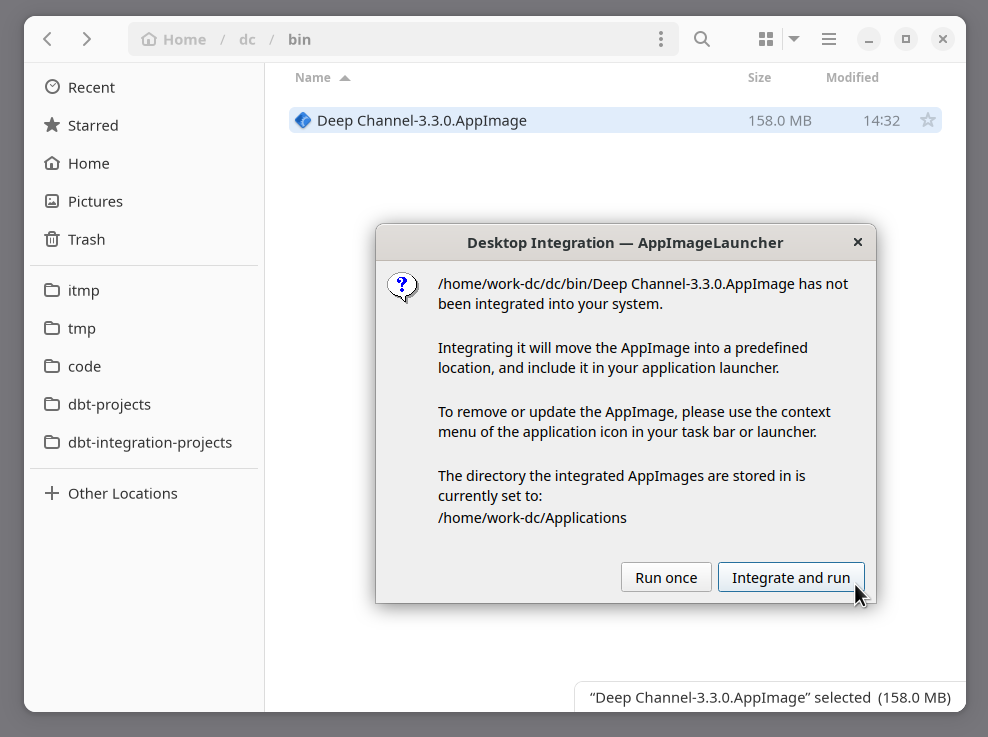 Home / dc / bin
Name Size Modified
Recent
Starred
Home
Pictures
Trash
itmp
tmp
code
dbt-projects
dbt-integration-projects
Other Locations
Deep Channel-3.3.0.AppImage 158.0 MB 14:32
Desktop Integration — AppImageLauncher
?
/home/work-dc/dc/bin/Deep Channel-3.3.0.AppImage has not
been integrated into your system.
Integrating it will move the AppImage into a predefined
location, and include it in your application launcher.
To remove or update the AppImage, please use the context
menu of the application icon in your task bar or launcher.
The directory the integrated AppImages are stored in is
currently set to:
/home/work-dc/Applications
Run once Integrate and run
“Deep Channel-3.3.0.AppImage” selected (158.0 MB)